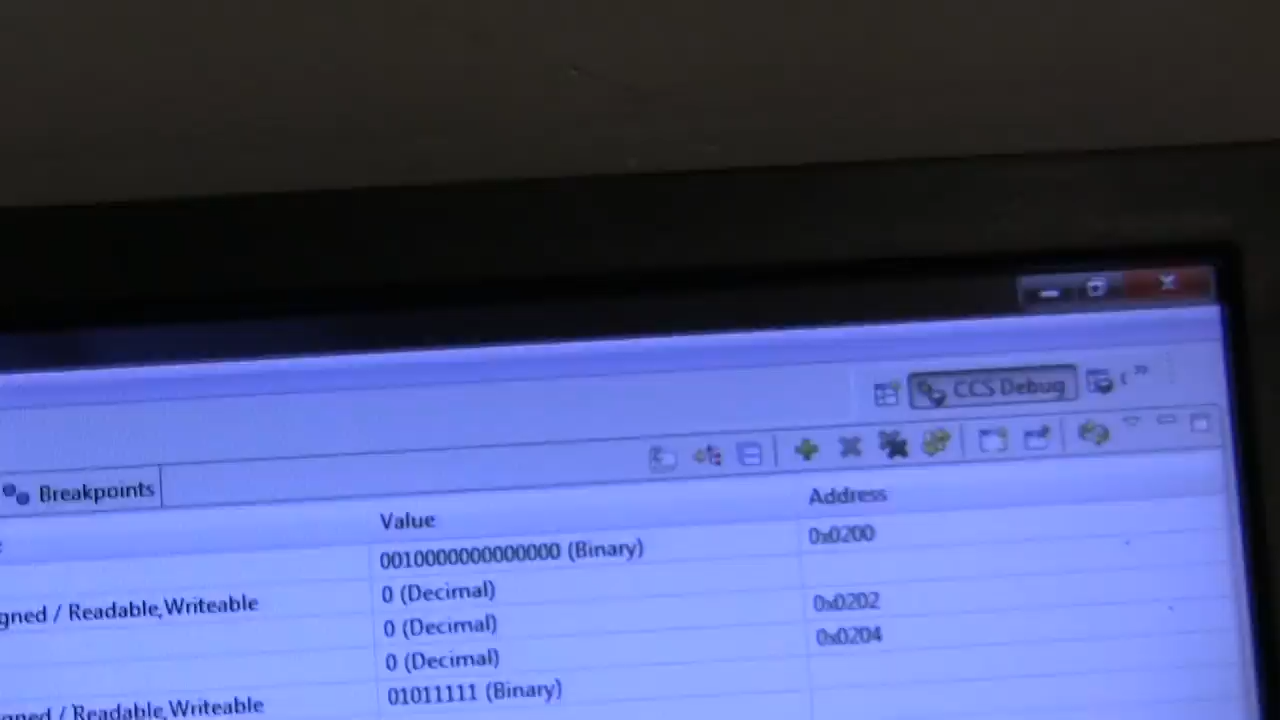 CCS Debug
Breakpoints
Value Address
0010000000000000 (Binary) 0x0200
gned / Readable,Writeable 0 (Decimal)
0 (Decimal) 0x0202
0 (Decimal) 0x0204
gned / Readable,Writeable 01011111 (Binary)